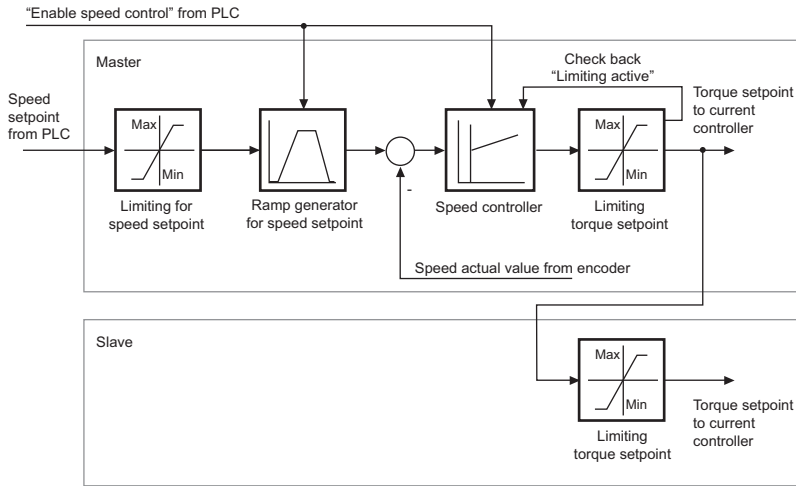 “Enable speed control” from PLC
Master
Check back
“Limiting active”
Speed
setpoint
from PLC
Torque setpoint
to current
controller
Max
Min
Max
Min
Limiting for
speed setpoint
Ramp generator
for speed setpoint
-
Speed controller
Limiting
torque setpoint
Speed actual value from encoder
Slave
Max
Min
Torque setpoint
to current
controller
Limiting
torque setpoint